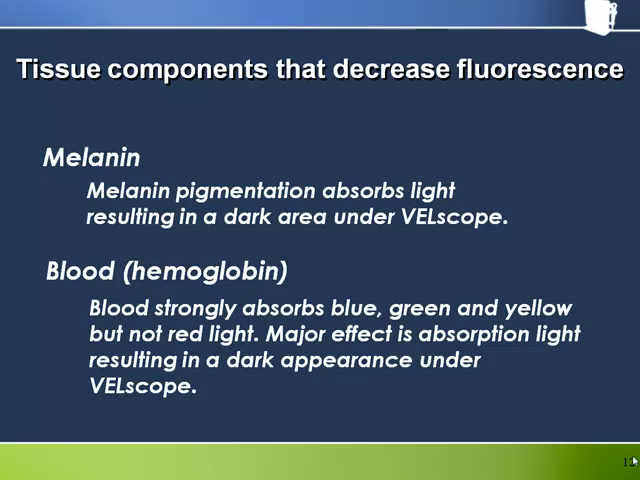 Tissue components that decrease fluorescence
Melanin
Melanin pigmentation absorbs light
resulting in a dark area under VELscope.
Blood (hemoglobin)
Blood strongly absorbs blue, green and yellow
but not red light. Major effect is absorption light
resulting in a dark appearance under
VELscope.